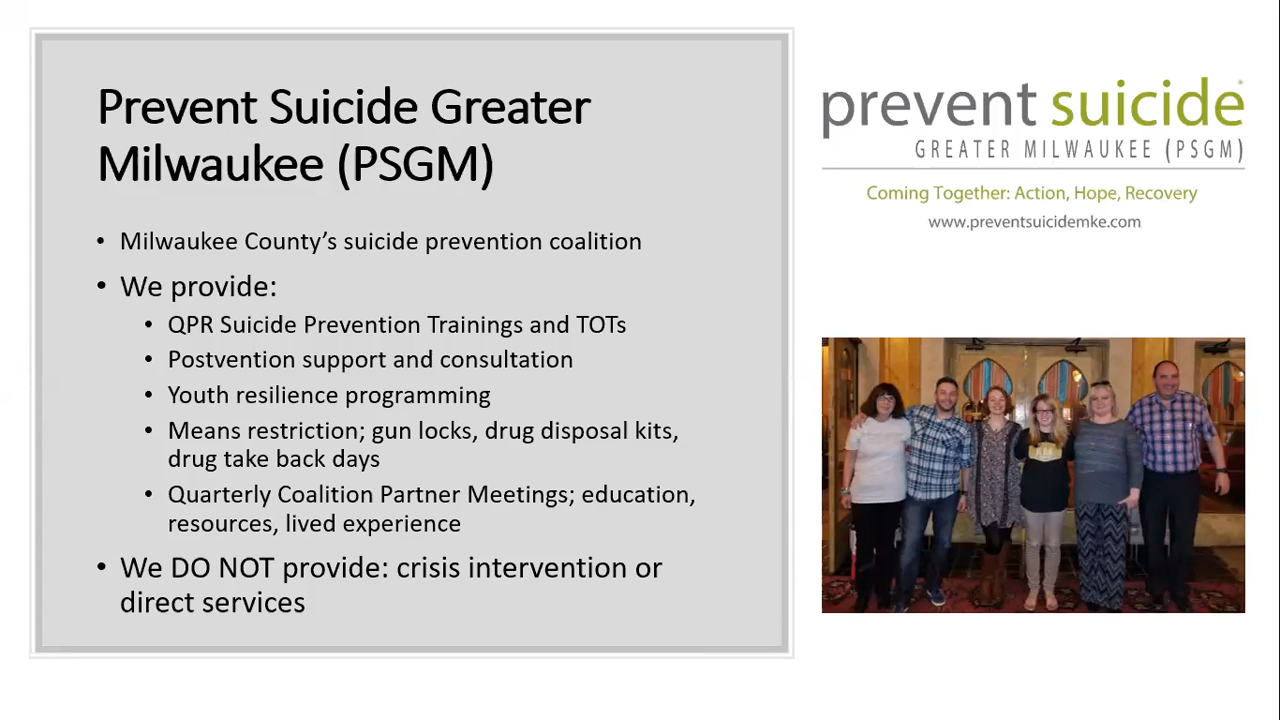 Prevent Suicide Greater
Milwaukee (PSGM)
• Milwaukee County’s suicide prevention coalition
• We provide:
• QPR Suicide Prevention Trainings and TOTs
• Postvention support and consultation
• Youth resilience programming
• Means restriction; gun locks, drug disposal kits,
drug take back days
• Quarterly Coalition Partner Meetings; education,
resources, lived experience
• We DO NOT provide: crisis intervention or
direct services
prevent suicide
GREATER MILWAUKEE (PSGM)
Coming Together: Action, Hope, Recovery
www.preventsuicidemke.com